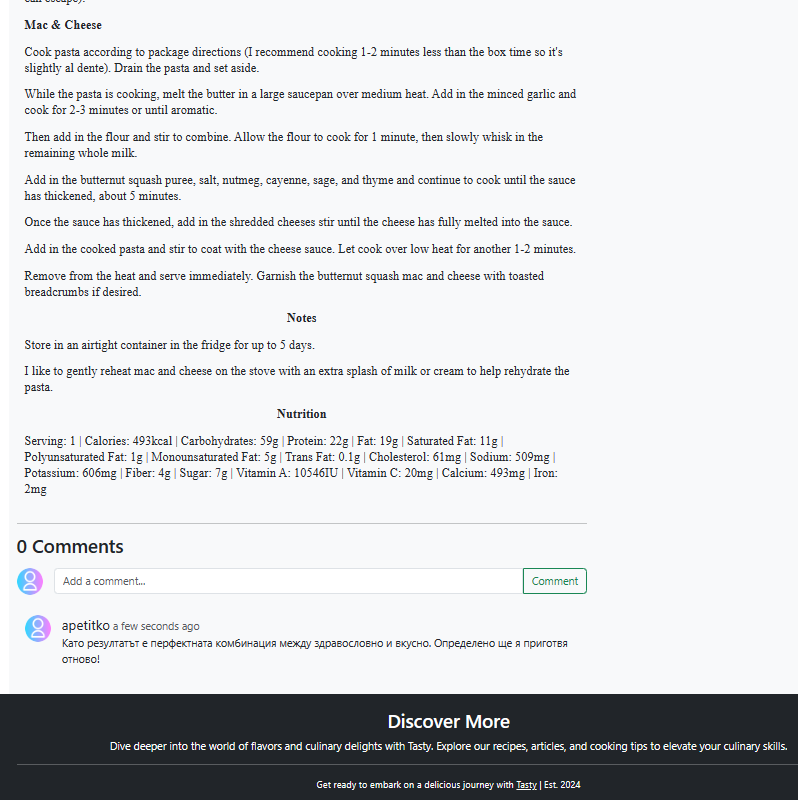 can escape).
Mac & Cheese
Cook pasta according to package directions (I recommend cooking 1-2 minutes less than the box time so it's
slightly al dente). Drain the pasta and set aside.
While the pasta is cooking, melt the butter in a large saucepan over medium heat. Add in the minced garlic and
cook for 2-3 minutes or until aromatic.
Then add in the flour and stir to combine. Allow the flour to cook for 1 minute, then slowly whisk in the
remaining whole milk.
Add in the butternut squash puree, salt, nutmeg, cayenne, sage, and thyme and continue to cook until the sauce
has thickened, about 5 minutes.
Once the sauce has thickened, add in the shredded cheeses stir until the cheese has fully melted into the sauce.
Add in the cooked pasta and stir to coat with the cheese sauce. Let cook over low heat for another 1-2 minutes.
Remove from the heat and serve immediately. Garnish the butternut squash mac and cheese with toasted
breadcrumbs if desired.
Notes
Store in an airtight container in the fridge for up to 5 days.
I like to gently reheat mac and cheese on the stove with an extra splash of milk or cream to help rehydrate the
pasta.
Nutrition
Serving: 1 | Calories: 493kcal | Carbohydrates: 59g | Protein: 22g | Fat: 19g | Saturated Fat: 11g |
Polyunsaturated Fat: 1g | Monounsaturated Fat: 5g | Trans Fat: 0.1g | Cholesterol: 61mg | Sodium: 509mg |
Potassium: 606mg | Fiber: 4g | Sugar: 7g | Vitamin A: 10546IU | Vitamin C: 20mg | Calcium: 493mg | Iron:
2mg
0 Comments
Add a comment...
Comment
apetitko a few seconds ago
Като резултатът е перфектната комбинация между здравословно и вкусно. Определено ще я приготвя
отново!
Discover More
Dive deeper into the world of flavors and culinary delights with Tasty. Explore our recipes, articles, and cooking tips to elevate your culinary skills.
Get ready to embark on a delicious journey with Tasty | Est. 2024